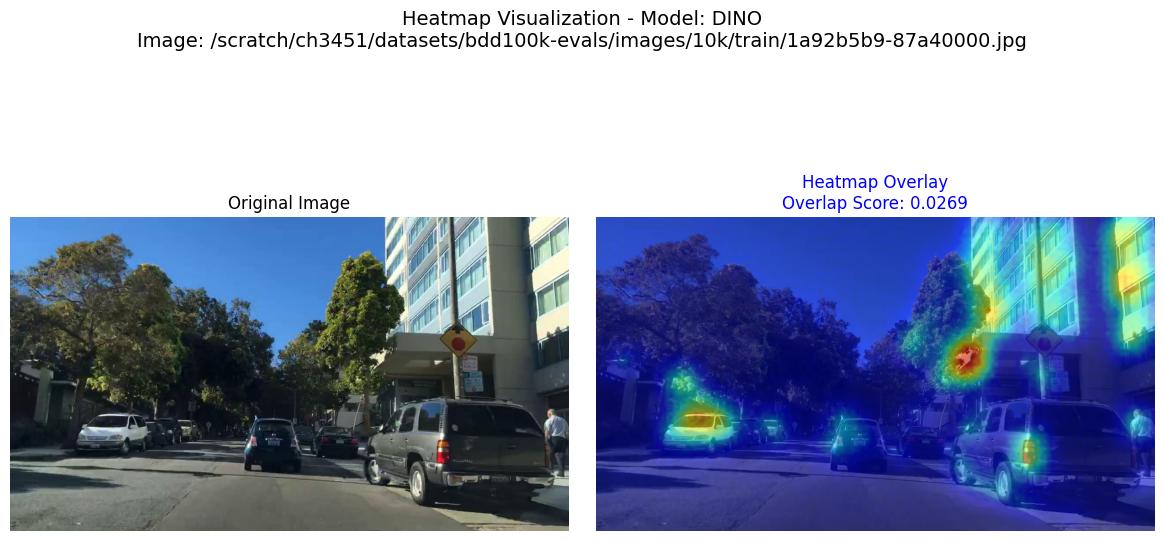 Heatmap Visualization - Model: DINO
Image: /scratch/ch3451/datasets/bdd100k-evals/images/10k/train/1a92b5b9-87a40000.jpg
Original Image
Heatmap Overlay
Overlap Score: 0.0269